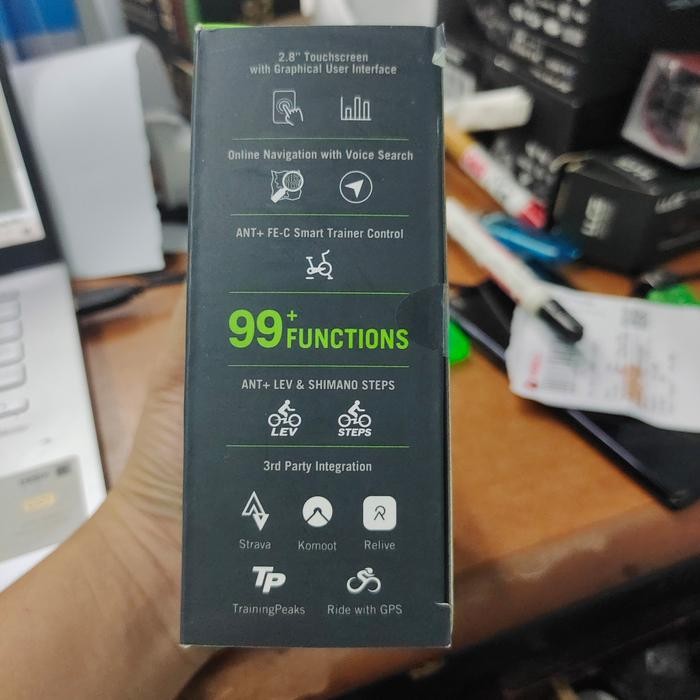 2.8" Touchscreen
with Graphical User Interface
Online Navigation with Voice Search
ANT+ FE-C Smart Trainer Control
99+ FUNCTIONS
ANT+ LEV & SHIMANO STEPS
LEV STEPS
3rd Party Integration
Strava Komoot Relive
TP
TrainingPeaks Ride with GPS